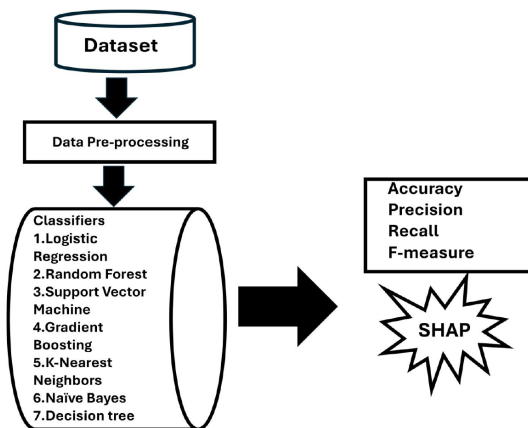 Dataset
Data Pre-processing
Classifiers
1.Logistic
Regression
2.Random Forest
3.Support Vector
Machine
4.Gradient
Boosting
5.K-Nearest
Neighbors
6.Naïve Bayes
7.Decision tree
Accuracy
Precision
Recall
F-measure
SHAP